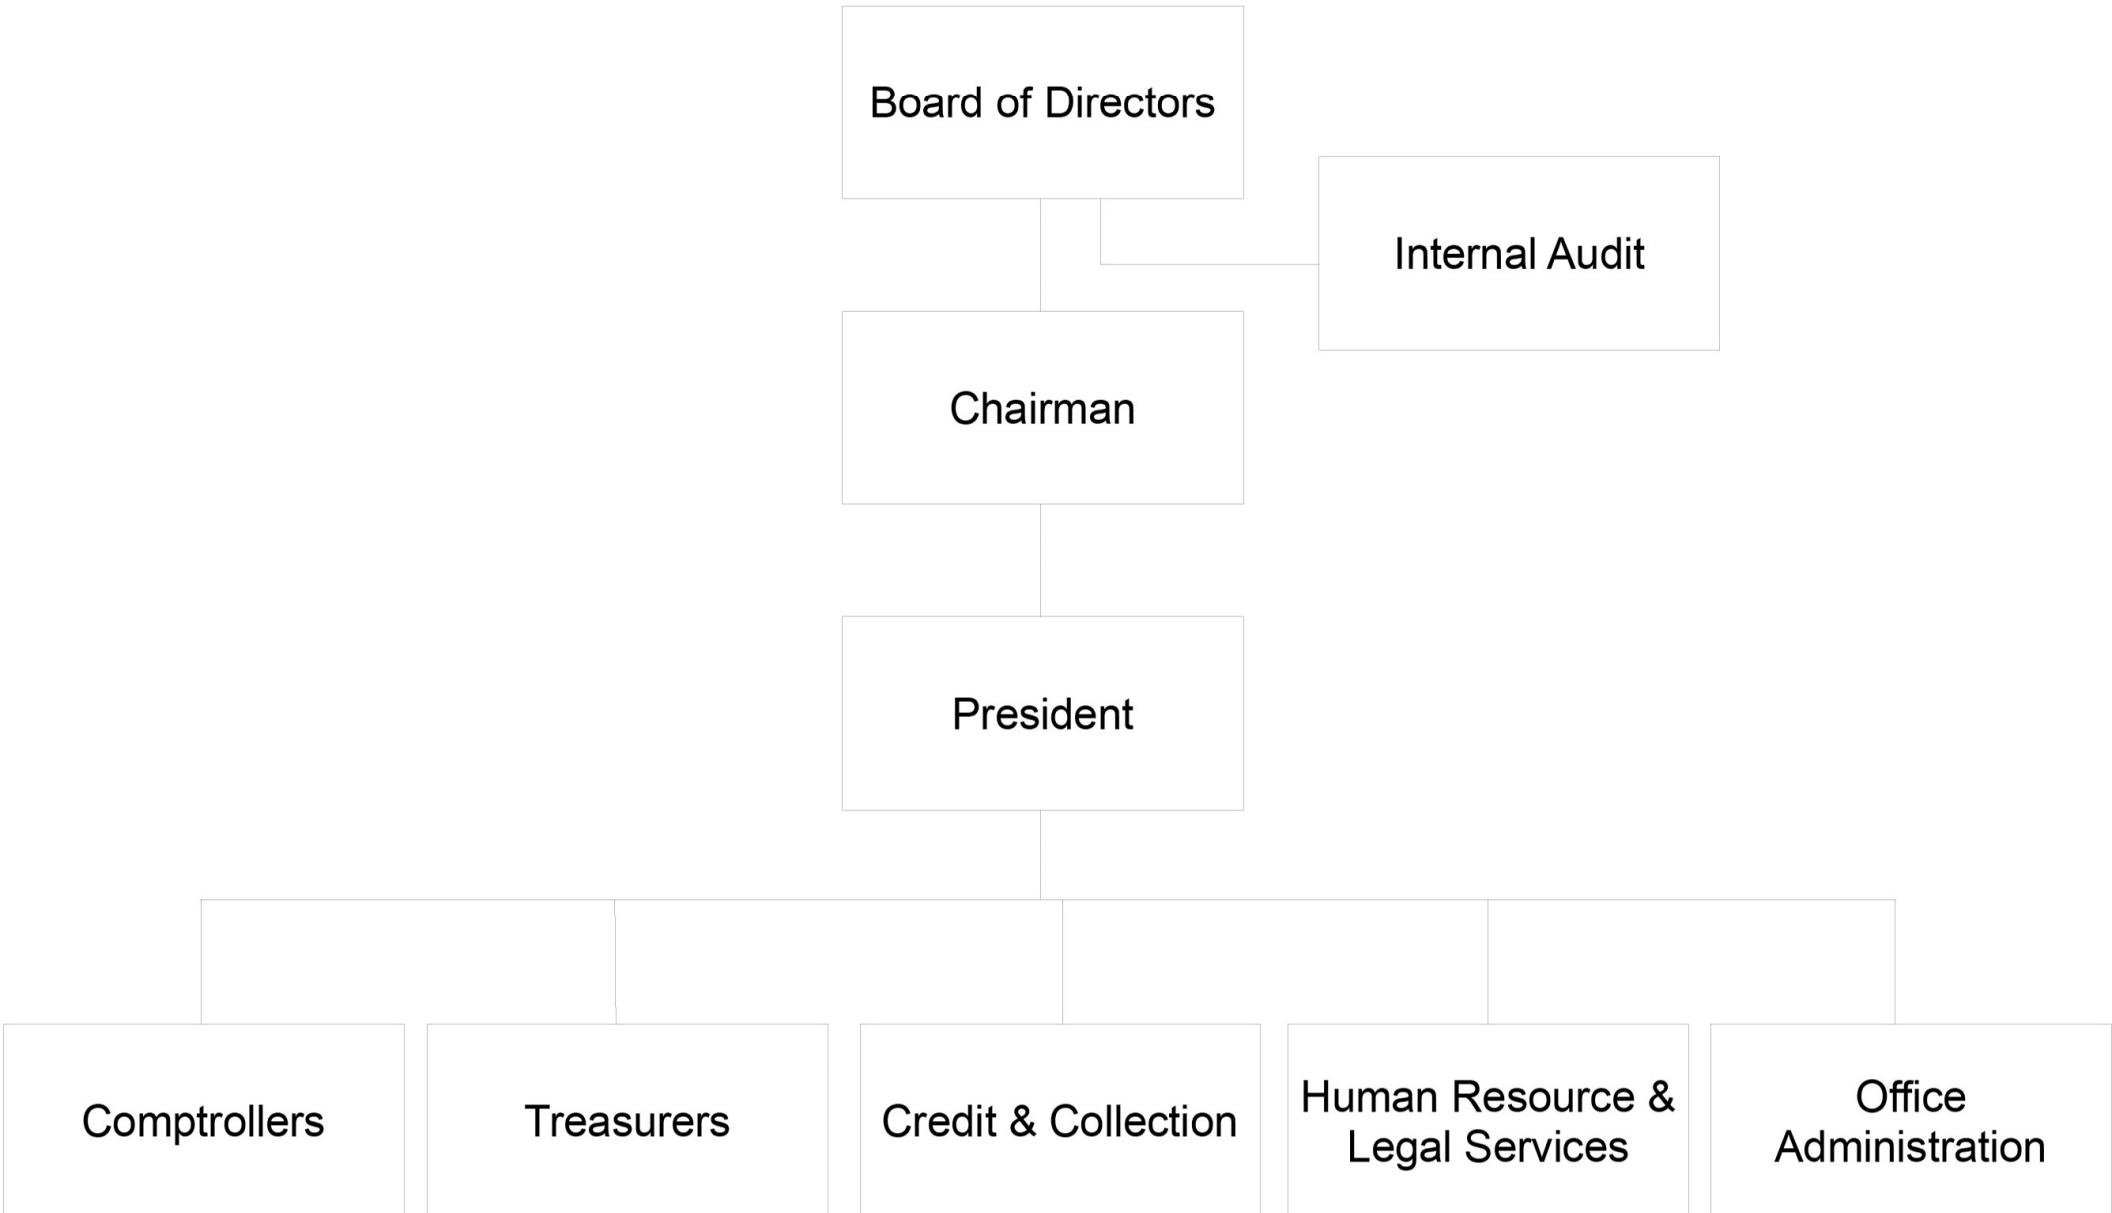 Board of Directors
Internal Audit
Chairman
President
Comptrollers
Treasurers
Credit & Collection
Human Resource &
Legal Services
Office
Administration